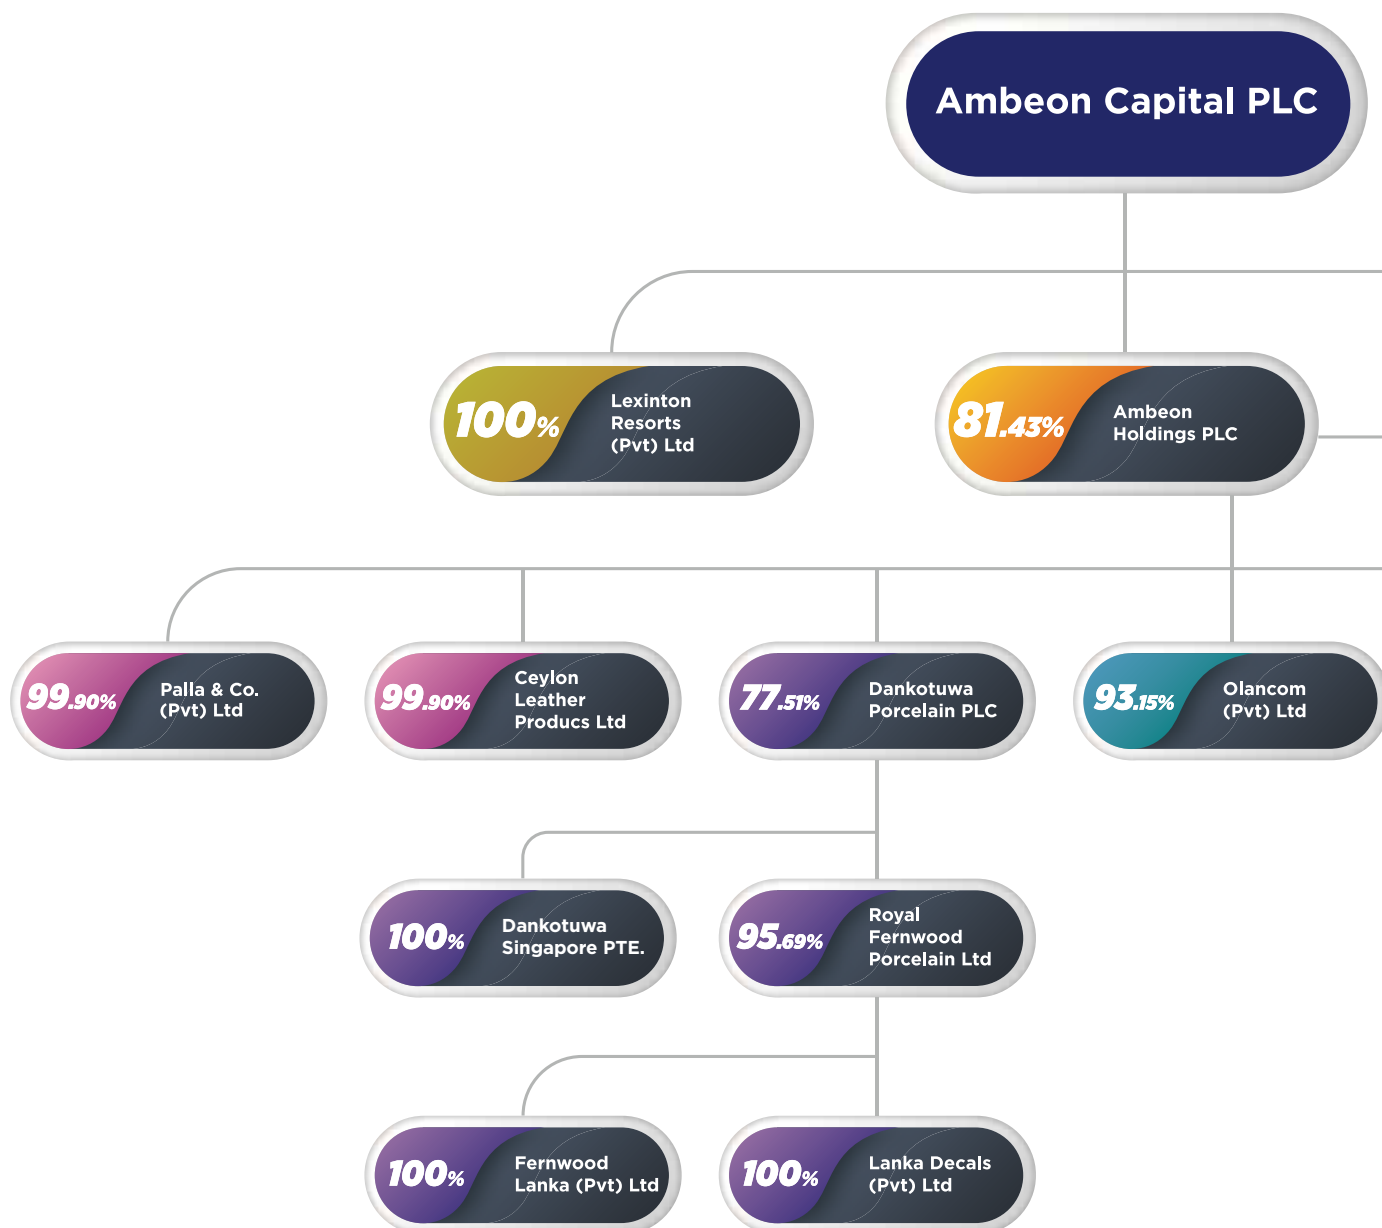 Ambeon Capital PLC
100%
Lexinton
Resorts
(Pvt) Ltd
81.43%
Ambeon
Holdings PLC
99.90%
Palla & Co.
(Pvt) Ltd
99.90%
Ceylon
Leather
Producs Ltd
77.51%
Dankotuwa
Porcelain PLC
93.15%
Olancom
(Pvt) Ltd
100%
Dankotuwa
Singapore PTE.
95.69%
Royal
Fernwood
Porcelain Ltd
100%
Fernwood
Lanka (Pvt) Ltd
100%
Lanka Decals
(Pvt) Ltd